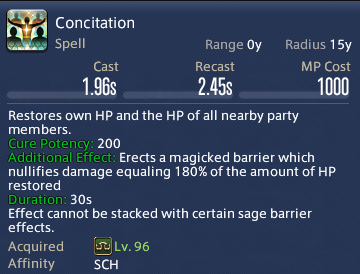 Concitation
Spell
Range 0y Radius 15y
Cast Recast MP Cost
1.96s 2.45s 1000
Restores own HP and the HP of all nearby party
members.
Cure Potency: 200
Additional Effect: Erects a magicked barrier which
nullifies damage equaling 180% of the amount of HP
restored
Duration: 30s
Effect cannot be stacked with certain sage barrier
effects.
Acquired Lv. 96
Affinity SCH